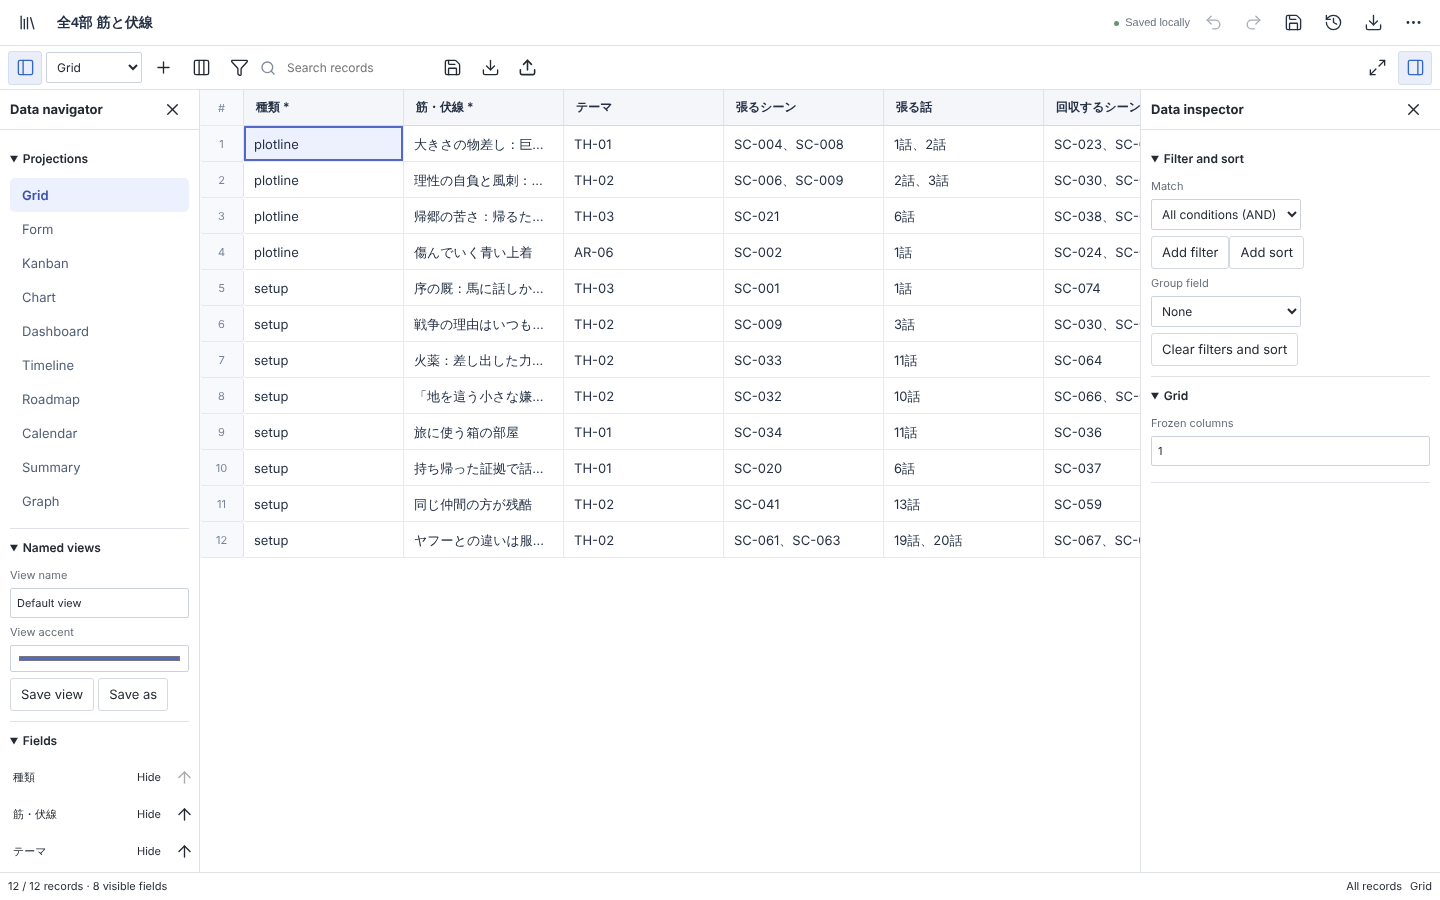 全4部 筋と伏線
Saved locally
Grid
Search records
Data navigator
Projections
Grid
Form
Kanban
Chart
Dashboard
Timeline
Roadmap
Calendar
Summary
Graph
Named views
View name
Default view
View accent
Save view Save as
Fields
種類 Hide
筋・伏線 Hide
テーマ Hide
# 種類 * 筋・伏線 * テーマ 張るシーン 張る話 回収するシーン
1 plotline 大きさの物差し：巨... TH-01 SC-004、SC-008 1話、2話 SC-023、SC-
2 plotline 理性の自負と風刺：... TH-02 SC-006、SC-009 2話、3話 SC-030、SC-
3 plotline 帰郷の苦さ：帰るた... TH-03 SC-021 6話 SC-038、SC-
4 plotline 傷んでいく青い上着 AR-06 SC-002 1話 SC-024、SC-
5 setup 序の厩：馬に話しか... TH-03 SC-001 1話 SC-074
6 setup 戦争の理由はいつも... TH-02 SC-009 3話 SC-030、SC-
7 setup 火薬：差し出した力... TH-02 SC-033 11話 SC-064
8 setup 「地を這う小さな嫌... TH-02 SC-032 10話 SC-066、SC-
9 setup 旅に使う箱の部屋 TH-01 SC-034 11話 SC-036
10 setup 持ち帰った証拠で話... TH-01 SC-020 6話 SC-037
11 setup 同じ仲間の方が残酷 TH-02 SC-041 13話 SC-059
12 setup ヤフーとの違いは服... TH-02 SC-061、SC-063 19話、20話 SC-067、SC-
Data inspector
Filter and sort
Match
All conditions (AND)
Add filter Add sort
Group field
None
Clear filters and sort
Grid
Frozen columns
1
12 / 12 records · 8 visible fields
All records Grid